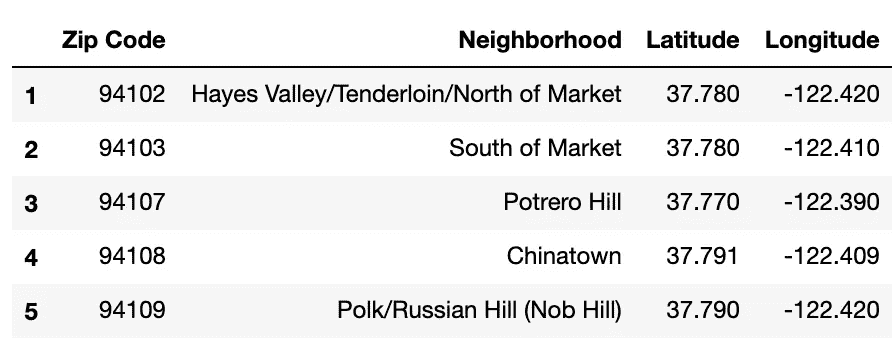 Zip Code Neighborhood Latitude Longitude
1 94102 Hayes Valley/Tenderloin/North of Market 37.780 -122.420
2 94103 South of Market 37.780 -122.410
3 94107 Potrero Hill 37.770 -122.390
4 94108 Chinatown 37.791 -122.409
5 94109 Polk/Russian Hill (Nob Hill) 37.790 -122.420